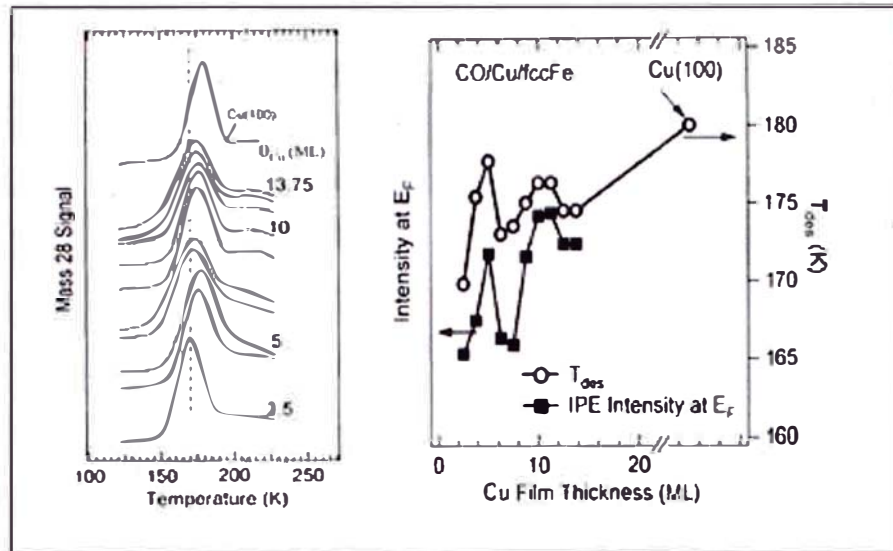 Mass 28 Signal
Cu(100)
(ML)
13.75
10
5
100 150 200 250
Temperature (K)
CO/Cu/fccFe
Cu(100)
Intensity at E_F
T_des (K)
185
180
175
170
165
160
T_des
IPE Intensity at E_F
0 10 20
Cu Film Thickness (ML)